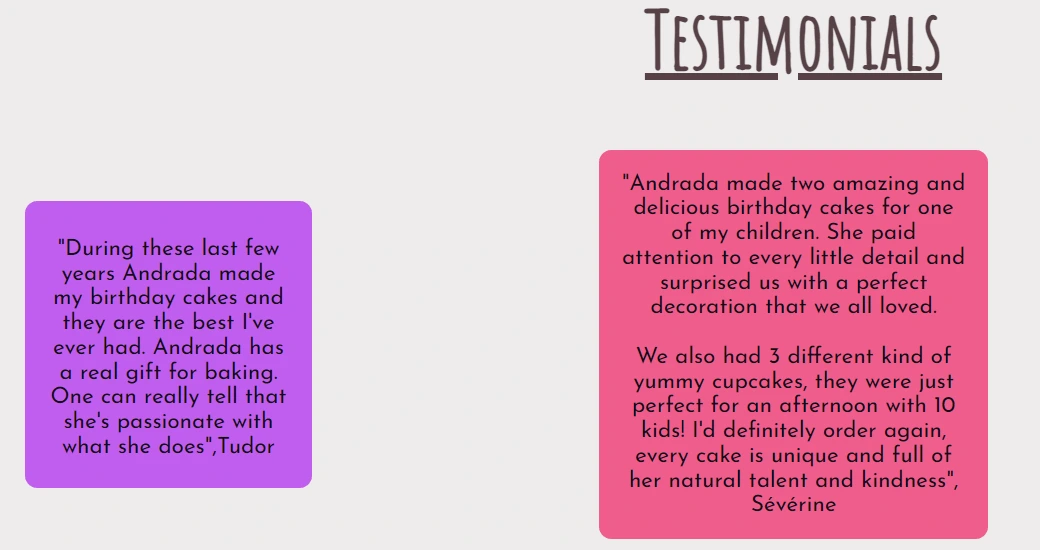 Testimonials
"During these last few
years Andrada made
my birthday cakes and
they are the best I've
ever had. Andrada has
a real gift for baking.
One can really tell that
she's passionate with
what she does",Tudor
"Andrada made two amazing and
delicious birthday cakes for one
of my children. She paid
attention to every little detail and
surprised us with a perfect
decoration that we all loved.
We also had 3 different kind of
yummy cupcakes, they were just
perfect for an afternoon with 10
kids! I'd definitely order again,
every cake is unique and full of
her natural talent and kindness",
Sévérine